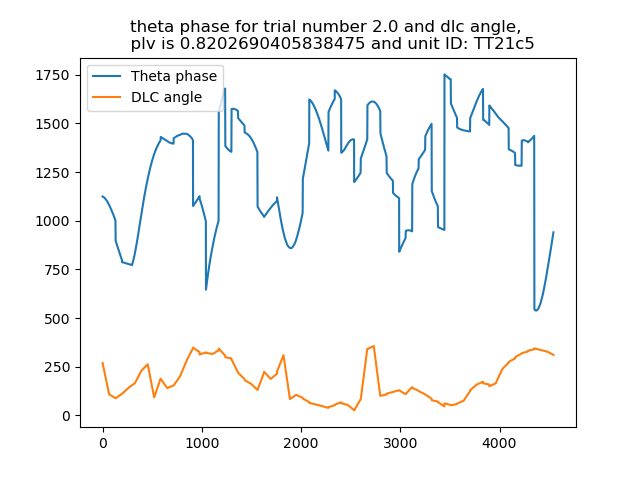 theta phase for trial number 2.0 and dlc angle,
plv is 0.8202690405838475 and unit ID: TT21c5
Theta phase
DLC angle
1750
1500
1250
1000
750
500
250
0
0 1000 2000 3000 4000